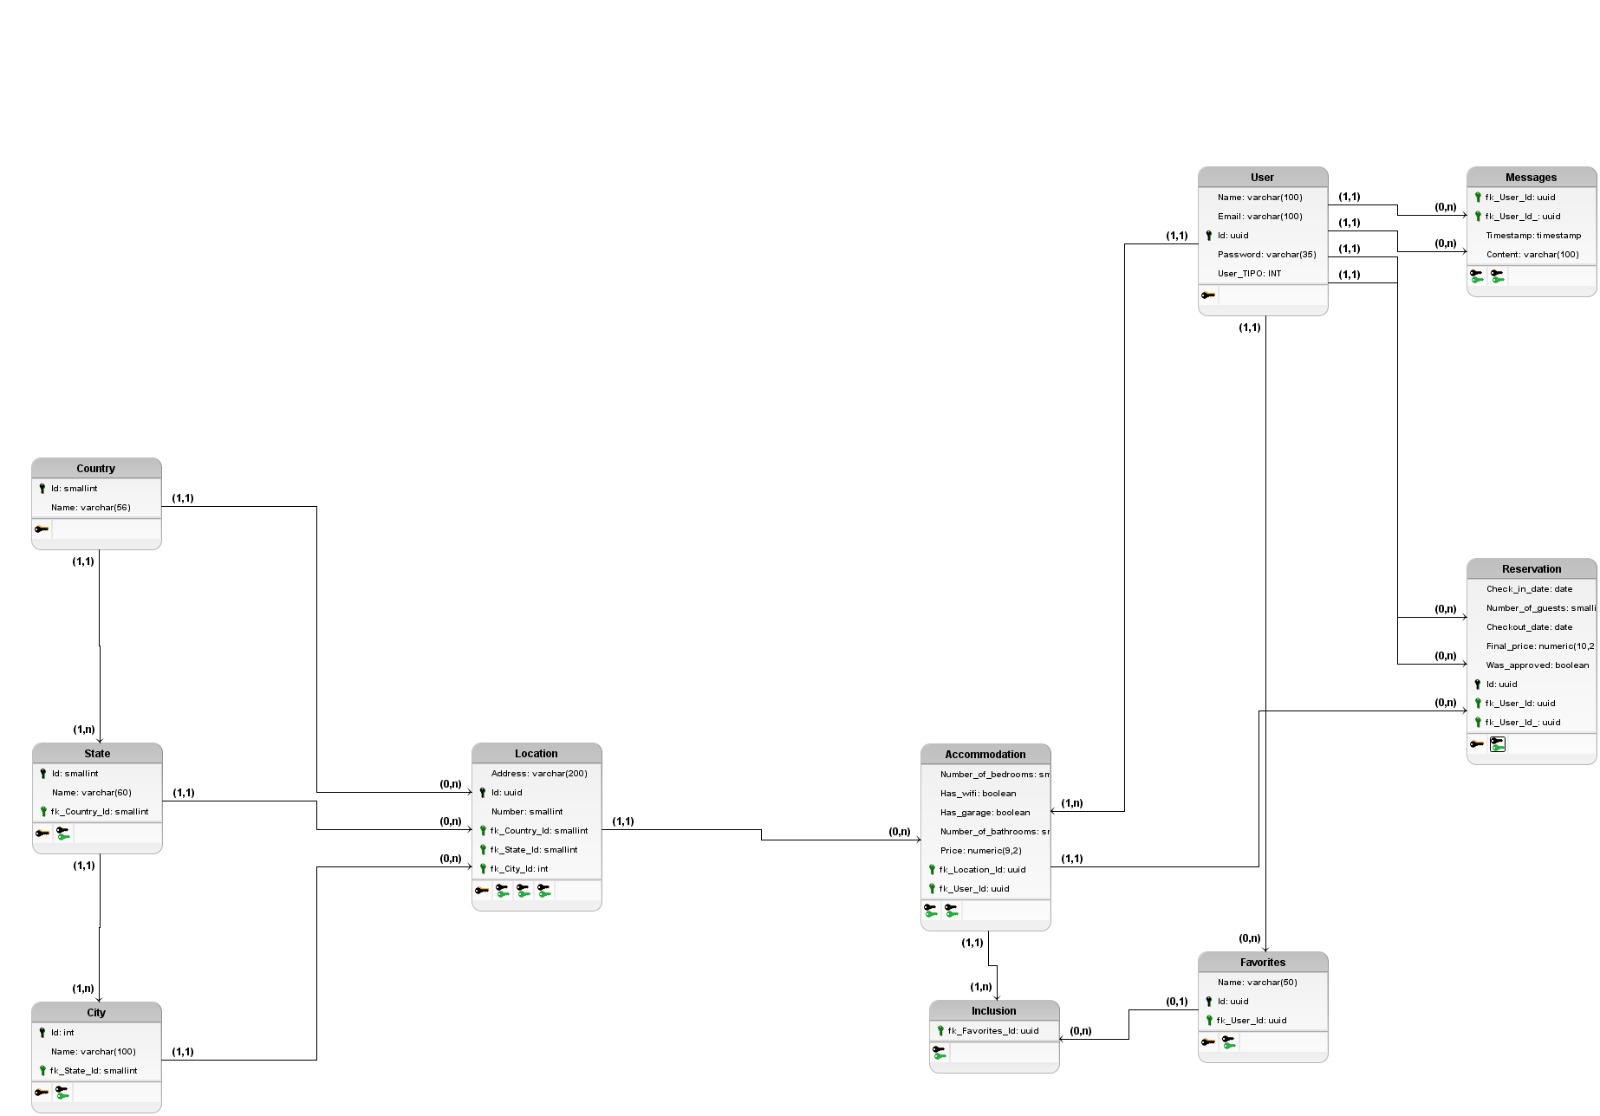 User
Name: varchar(100)
Email: varchar(100)
Id: uuid
Password: varchar(35)
User_TIPO: INT
(1,1)
(1,1)
(1,1)
(1,1)
(1,1)
(1,1)
Messages
fk_User_Id: uuid
fk_User_Id_: uuid
Timestamp: timestamp
Content: varchar(100)
(0,n)
(0,n)
Country
Id: smallint
Name: varchar(56)
(1,1)
(1,1)
(1,n)
State
Id: smallint
Name: varchar(60)
fk_Country_Id: smallint
(1,1)
(1,1)
(1,n)
City
Id: int
Name: varchar(100)
fk_State_Id: smallint
(1,1)
(0,n)
(0,n)
(0,n)
Location
Address: varchar(200)
Id: uuid
Number: smallint
fk_Country_Id: smallint
fk_State_Id: smallint
fk_City_Id: int
(1,1)
(0,n)
Accommodation
Number_of_bedrooms: sm
Has_wifi: boolean
Has_garage: boolean
Number_of_bathrooms: sr
Price: numeric(9,2)
fk_Location_Id: uuid
fk_User_Id: uuid
(1,n)
(1,1)
(1,1)
(1,n)
Inclusion
fk_Favorites_Id: uuid
(0,n)
(0,1)
(0,n)
Favorites
Name: varchar(50)
Id: uuid
fk_User_Id: uuid
Reservation
Check_in_date: date
Number_of_guests: smalli
Checkout_date: date
Final_price: numeric(10,2
Was_approved: boolean
Id: uuid
fk_User_Id: uuid
fk_User_Id_: uuid
(0,n)
(0,n)
(0,n)